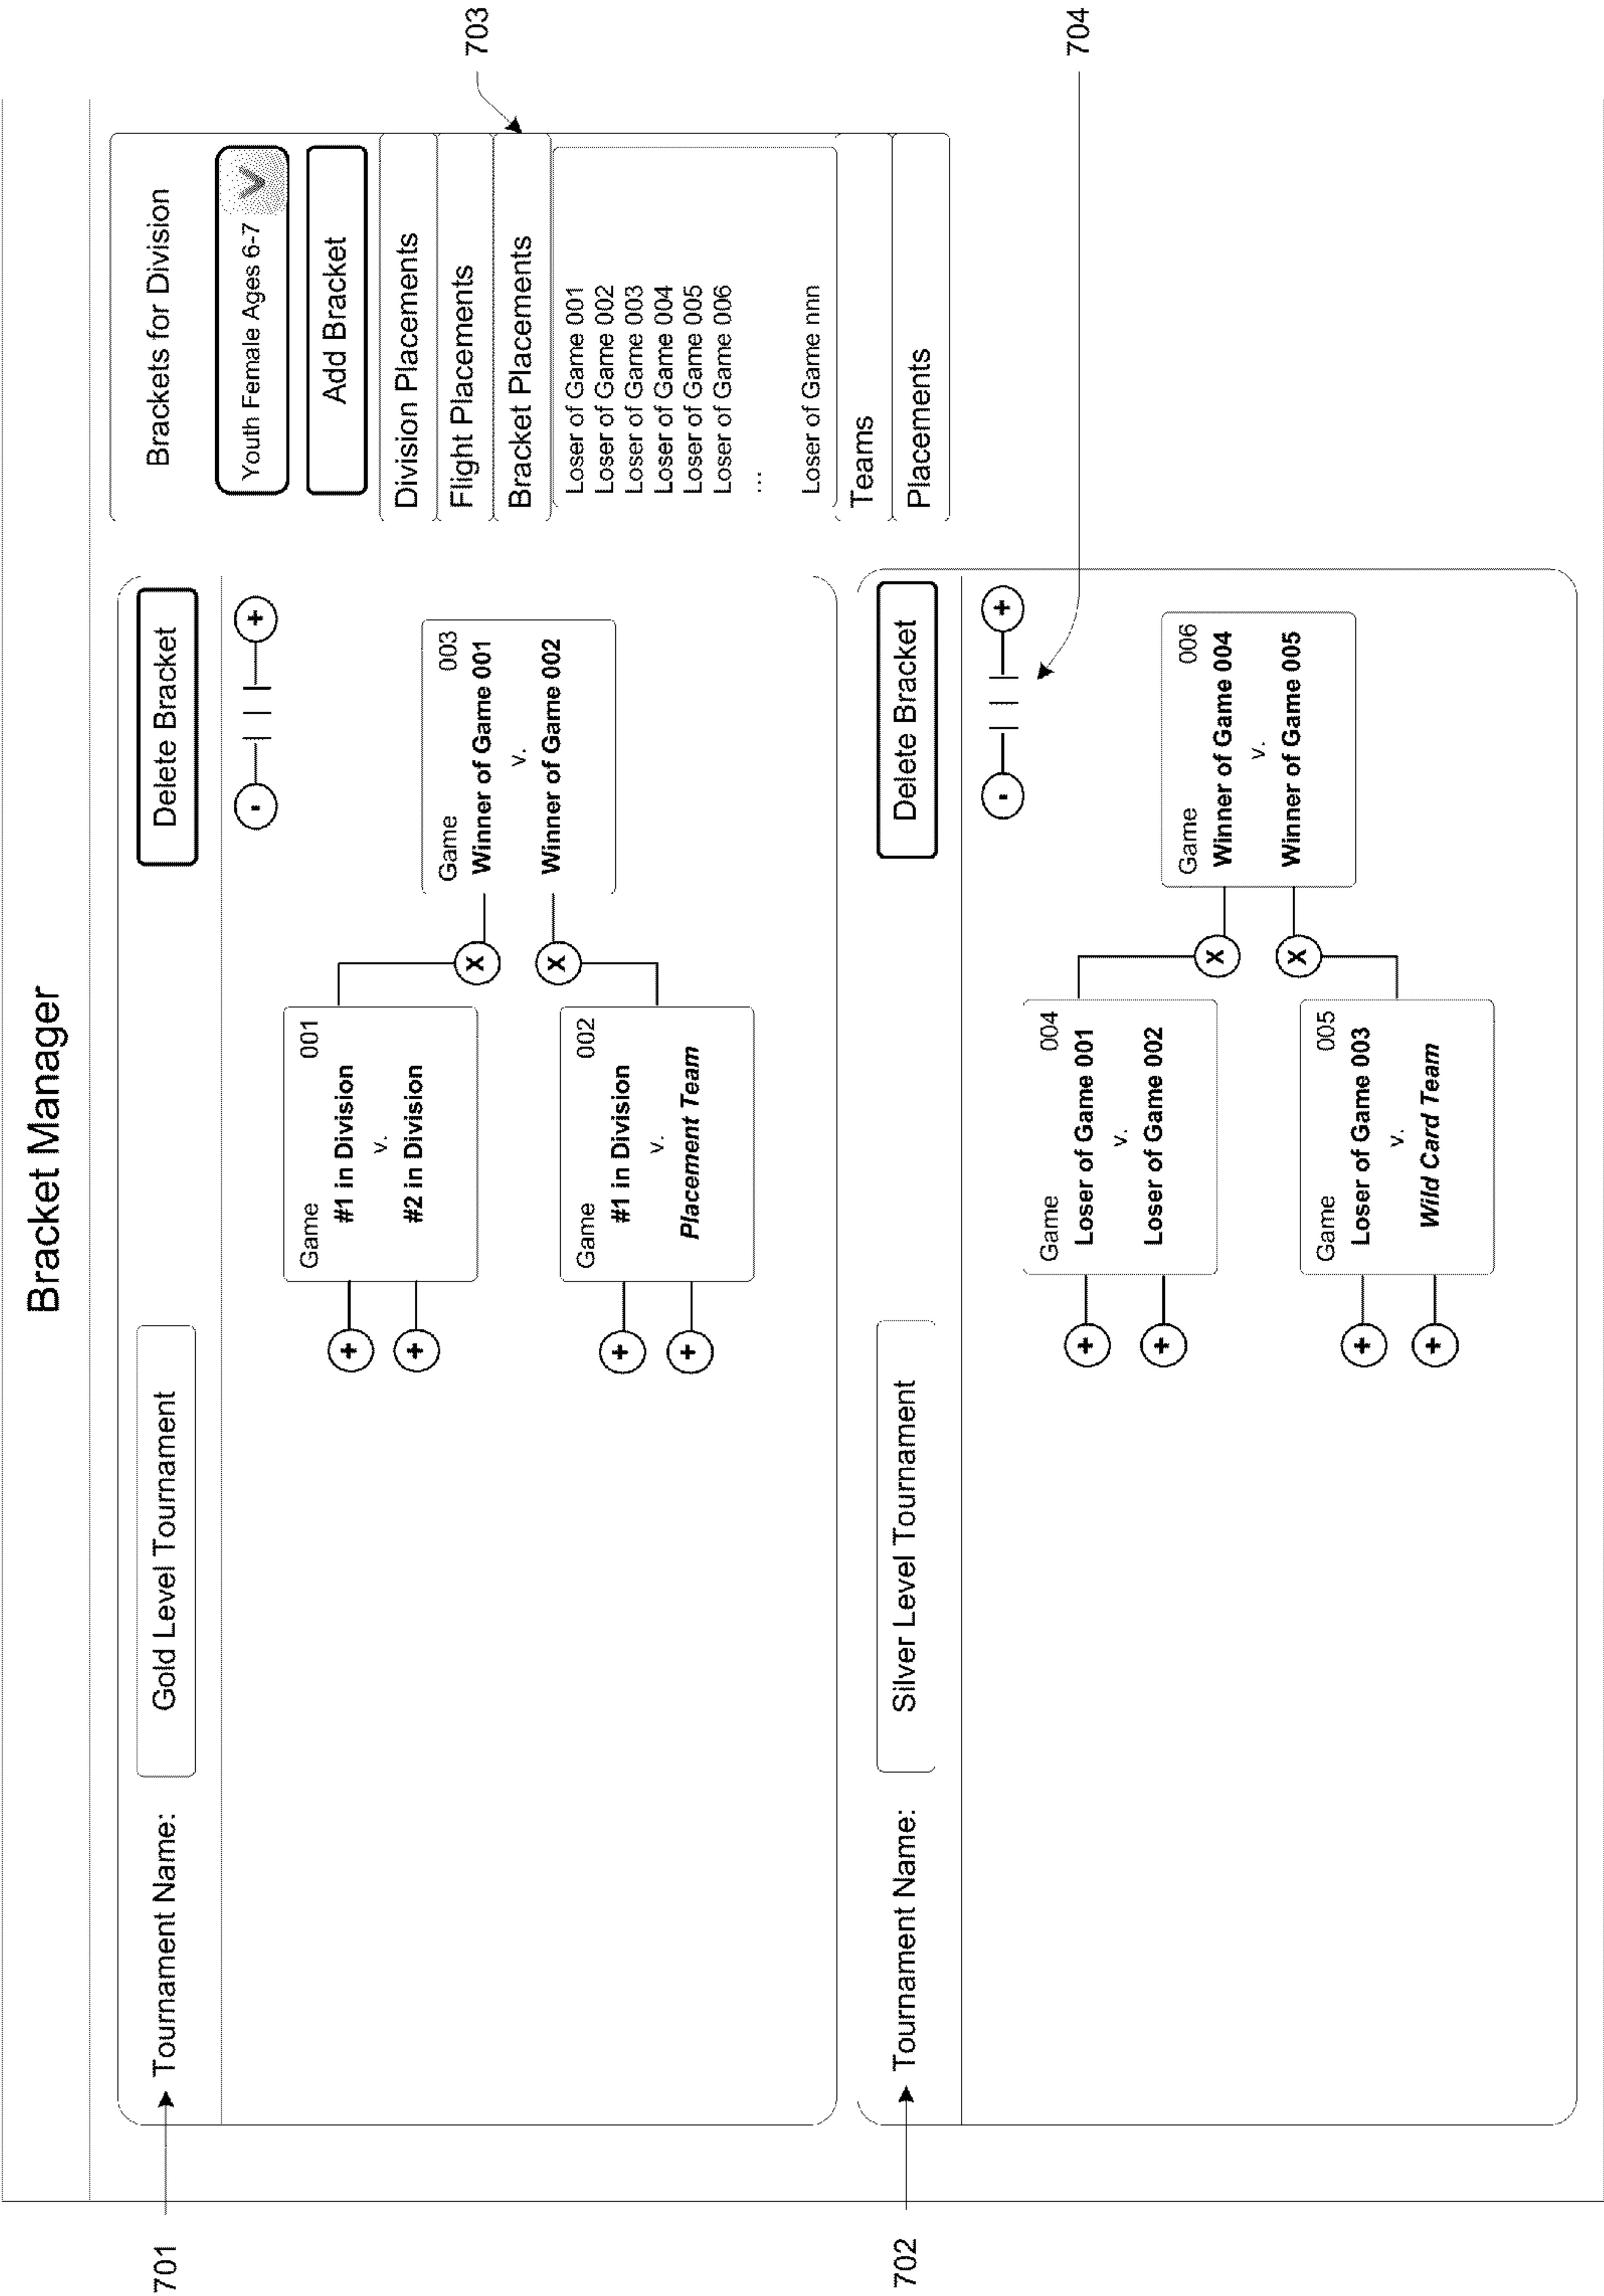 Bracket Manager
701
Tournament Name:
Gold Level Tournament
Delete Bracket
-
+
Game 001
#1 in Division
v.
#2 in Division
+
+
Game 002
#1 in Division
v.
Placement Team
+
+
X
X
Game 003
Winner of Game 001
v.
Winner of Game 002
702
Tournament Name:
Silver Level Tournament
Delete Bracket
-
+
704
Game 004
Loser of Game 001
v.
Loser of Game 002
+
+
Game 005
Loser of Game 003
v.
Wild Card Team
+
+
X
X
Game 006
Winner of Game 004
v.
Winner of Game 005
Brackets for Division
Youth Female Ages 6-7
Add Bracket
Division Placements
Flight Placements
Bracket Placements
703
Loser of Game 001
Loser of Game 002
Loser of Game 003
Loser of Game 004
Loser of Game 005
Loser of Game 006
...
Loser of Game nnn
Teams
Placements